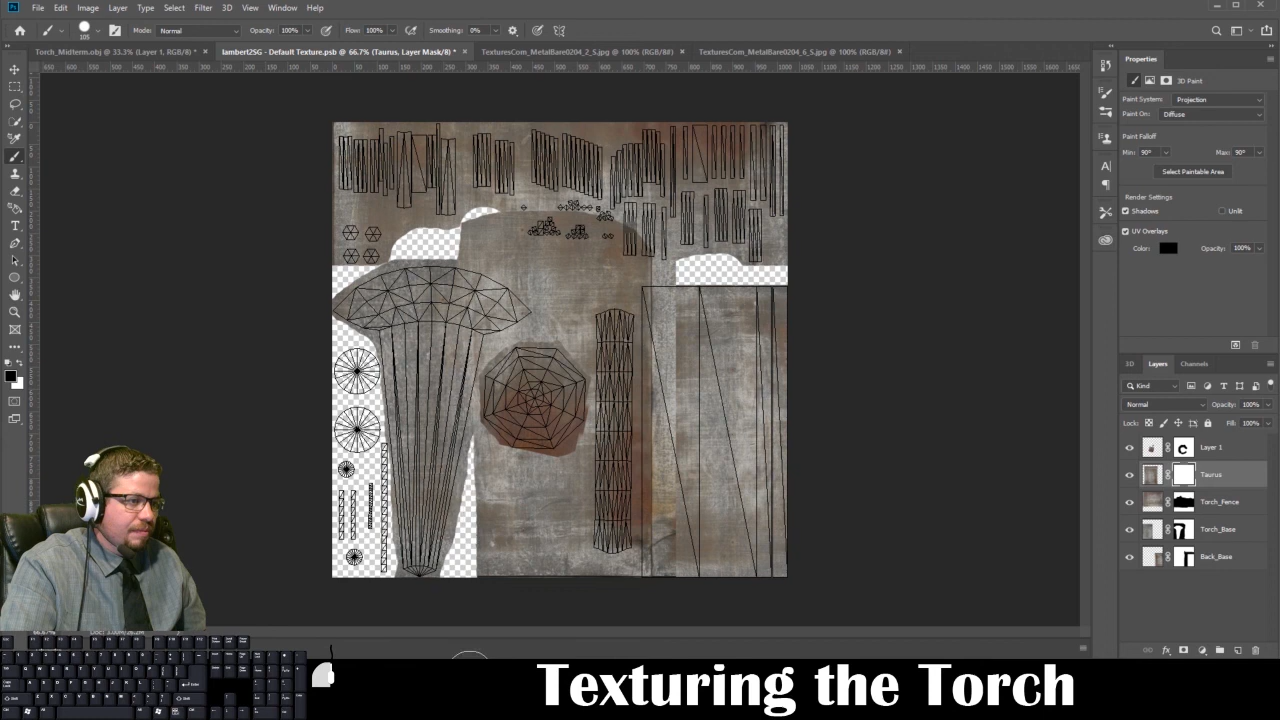 Ps File Edit Image Layer Type Select Filter 3D View Window Help
105 Mode: Normal Opacity: 100% Flow: 100% Smoothing: 0%
Torch_Midterm.obj @ 33.3% (Layer 1, RGB/8) * × lambert2SG - Default Texture.psb @ 66.7% (Taurus, Layer Mask/8) * × TexturesCom_MetalBare0204_2_S.jpg @ 100% (RGB/8#) × TexturesCom_MetalBare0204_6_S.jpg @ 100% (RGB/8#) ×
Properties
3D Paint
Paint System: Projection
Paint On: Diffuse
Paint Falloff
Min: 90° Max: 90°
Select Paintable Area
Render Settings
Shadows Unlit
UV Overlays
Color: Opacity: 100%
3D Layers Channels
Kind
Normal Opacity: 100%
Lock: Fill: 100%
Layer 1
Taurus
Torch_Fence
Torch_Base
Back_Base
Texturing the Torch